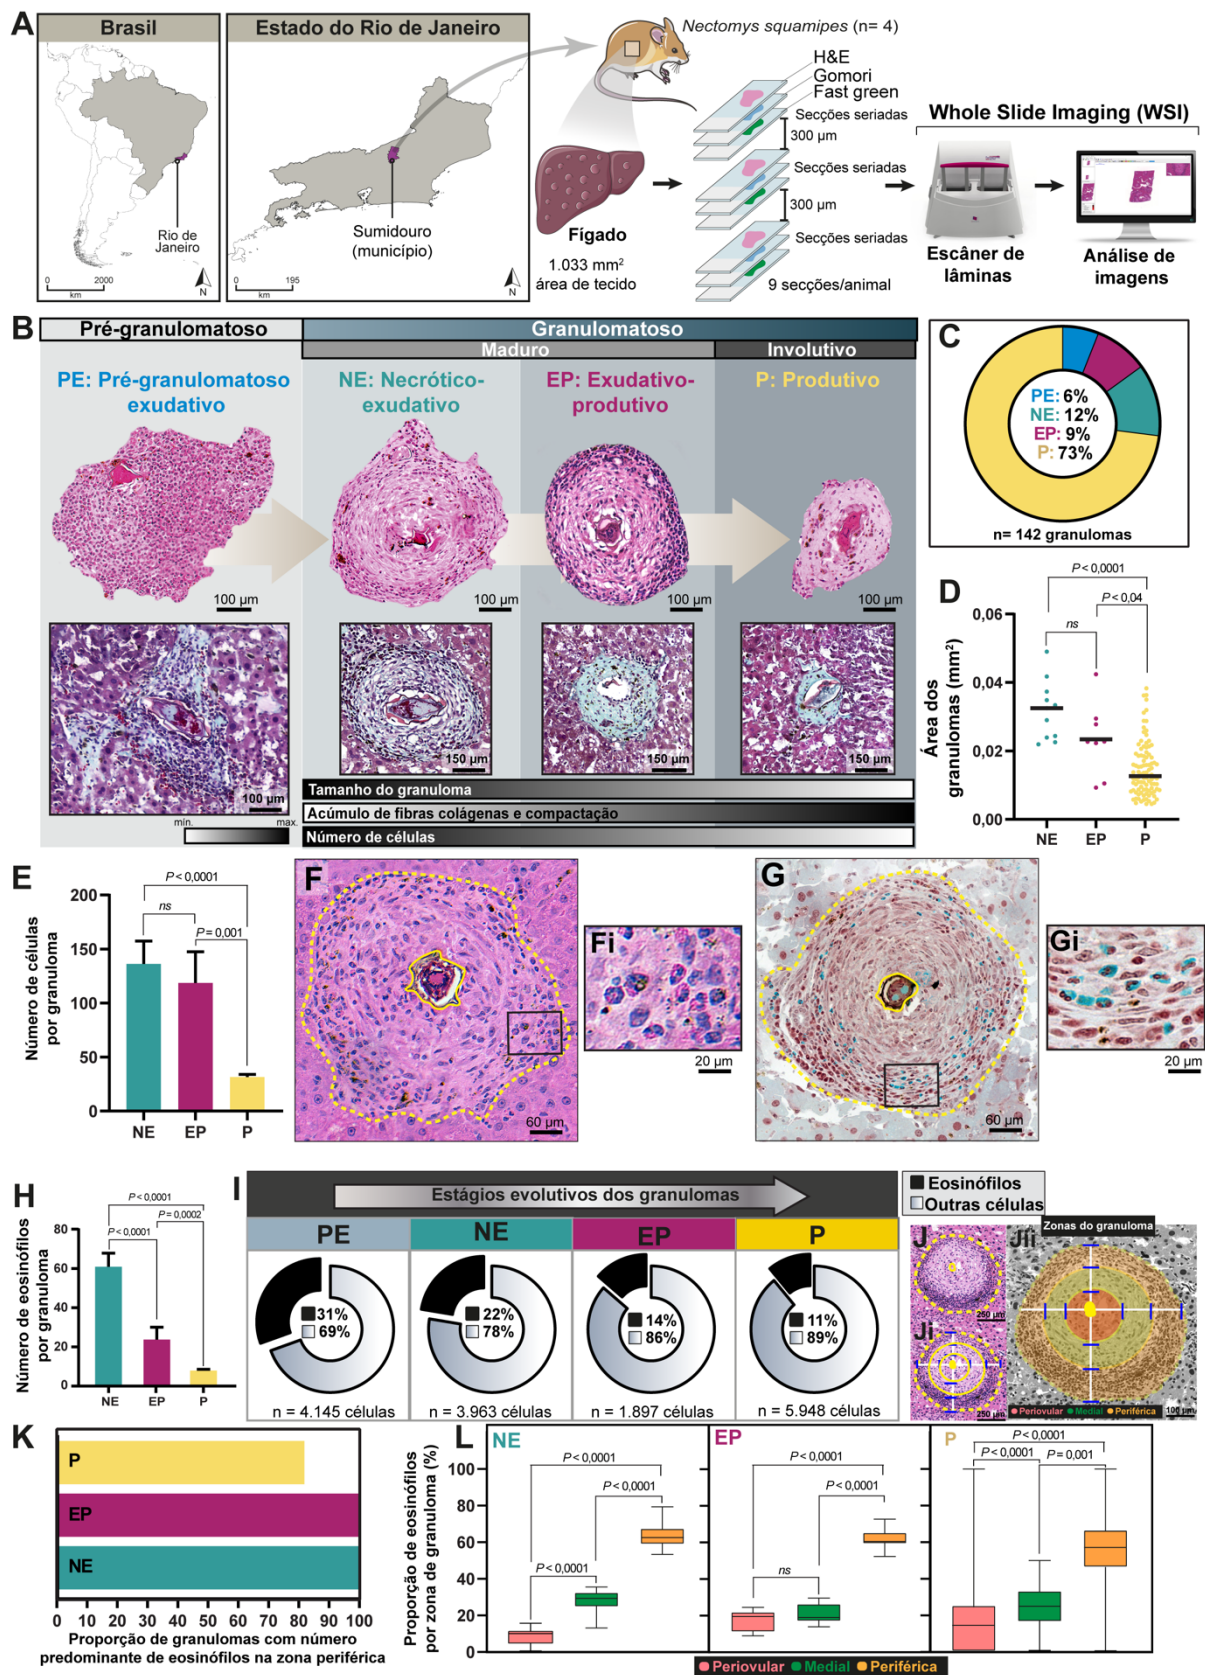 A
Brasil
Estado do Rio de Janeiro
Rio de
Janeiro
0 2000
km
N
Sumidouro
(município)
0 195
km
N
Nectomys squamipes (n= 4)
Fígado
1.033 mm²
área de tecido
H&E
Gomori
Fast green
Secções seriadas
300 µm
Secções seriadas
300 µm
Secções seriadas
9 secções/animal
Whole Slide Imaging (WSI)
Escâner de
lâminas
Análise de
imagens
B
Pré-granulomatoso
Granulomatoso
Maduro
Involutivo
PE: Pré-granulomatoso
exudativo
NE: Necrótico-
exudativo
EP: Exudativo-
produtivo
P: Produtivo
100 µm
100 µm
100 µm
100 µm
100 µm
150 µm
150 µm
150 µm
min.
max.
Tamanho do granuloma
Acúmulo de fibras colágenas e compactação
Número de células
C
PE: 6%
NE: 12%
EP: 9%
P: 73%
n= 142 granulomas
D
P < 0,0001
P < 0,04
ns
Área dos
granulomas (mm²)
0,06
0,04
0,02
0,00
NE
EP
P
E
P < 0,0001
ns
P = 0,001
Número de células
por granuloma
200
150
100
50
0
NE
EP
P
F
60 µm
Fi
20 µm
G
60 µm
Gi
20 µm
H
P < 0,0001
P = 0,0002
P < 0,0001
Número de eosinófilos
por granuloma
80
60
40
20
0
NE
EP
P
I
Estágios evolutivos dos granulomas
Eosinófilos
Outras células
PE
NE
EP
P
31%
69%
22%
78%
14%
86%
11%
89%
n = 4.145 células
n = 3.963 células
n = 1.897 células
n = 5.948 células
J
250 µm
Ji
250 µm
Jii
Zonas do granuloma
Periovular
Medial
Periférica
100 µm
K
P
EP
NE
0 10 20 30 40 50 60 70 80 90 100
Proporção de granulomas com número
predominante de eosinófilos na zona periférica
L
Proporção de eosinófilos
por zona de granuloma (%)
100
80
60
40
20
0
NE
P < 0,0001
P < 0,0001
P < 0,0001
EP
P < 0,0001
P < 0,0001
ns
P
P < 0,0001
P < 0,0001
P = 0,001
Periovular
Medial
Periférica